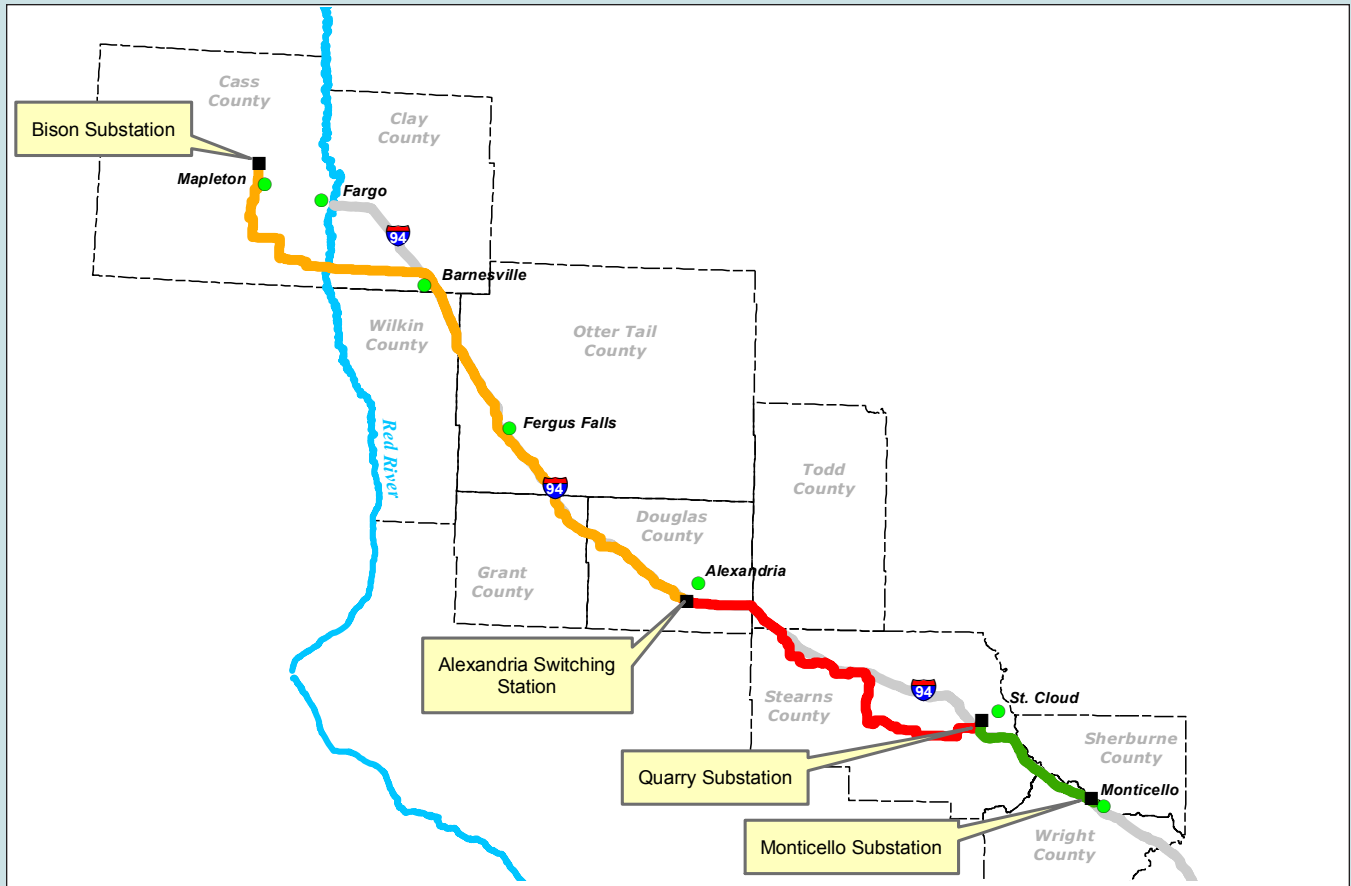 Cass
County
Clay
County
Bison Substation
Mapleton
Fargo
94
Barnesville
Wilkin
County
Otter Tail
County
Red River
Fergus Falls
Todd
County
94
Douglas
County
Grant
County
Alexandria
Alexandria Switching
Station
94
Stearns
County
St. Cloud
Sherburne
County
Quarry Substation
Monticello
Monticello Substation
Wright
County